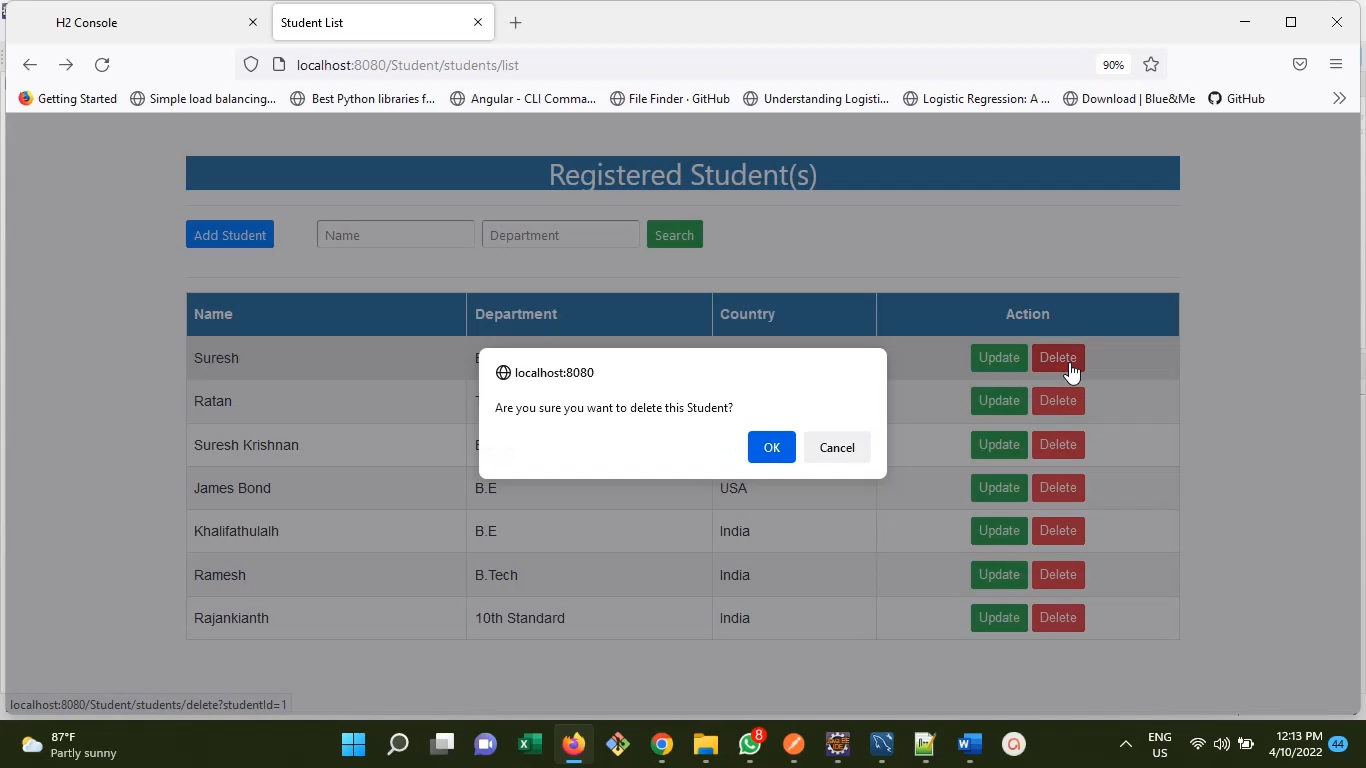 H2 Console
Student List
localhost:8080/Student/students/list
90%
Getting Started
Simple load balancing...
Best Python libraries f...
Angular - CLI Comma...
File Finder · GitHub
Understanding Logisti...
Logistic Regression: A ...
Download | Blue&Me
GitHub
Registered Student(s)
Add Student
Name
Department
Search
Name Department Country Action
Suresh Update Delete
Ratan Update Delete
Suresh Krishnan Update Delete
localhost:8080
Are you sure you want to delete this Student?
OK Cancel
James Bond B.E USA Update Delete
Khalifathulalh B.E India Update Delete
Ramesh B.Tech India Update Delete
Rajankianth 10th Standard India Update Delete
localhost:8080/Student/students/delete?studentId=1
87°F
Partly sunny
8
ENG
US
12:13 PM
4/10/2022
44